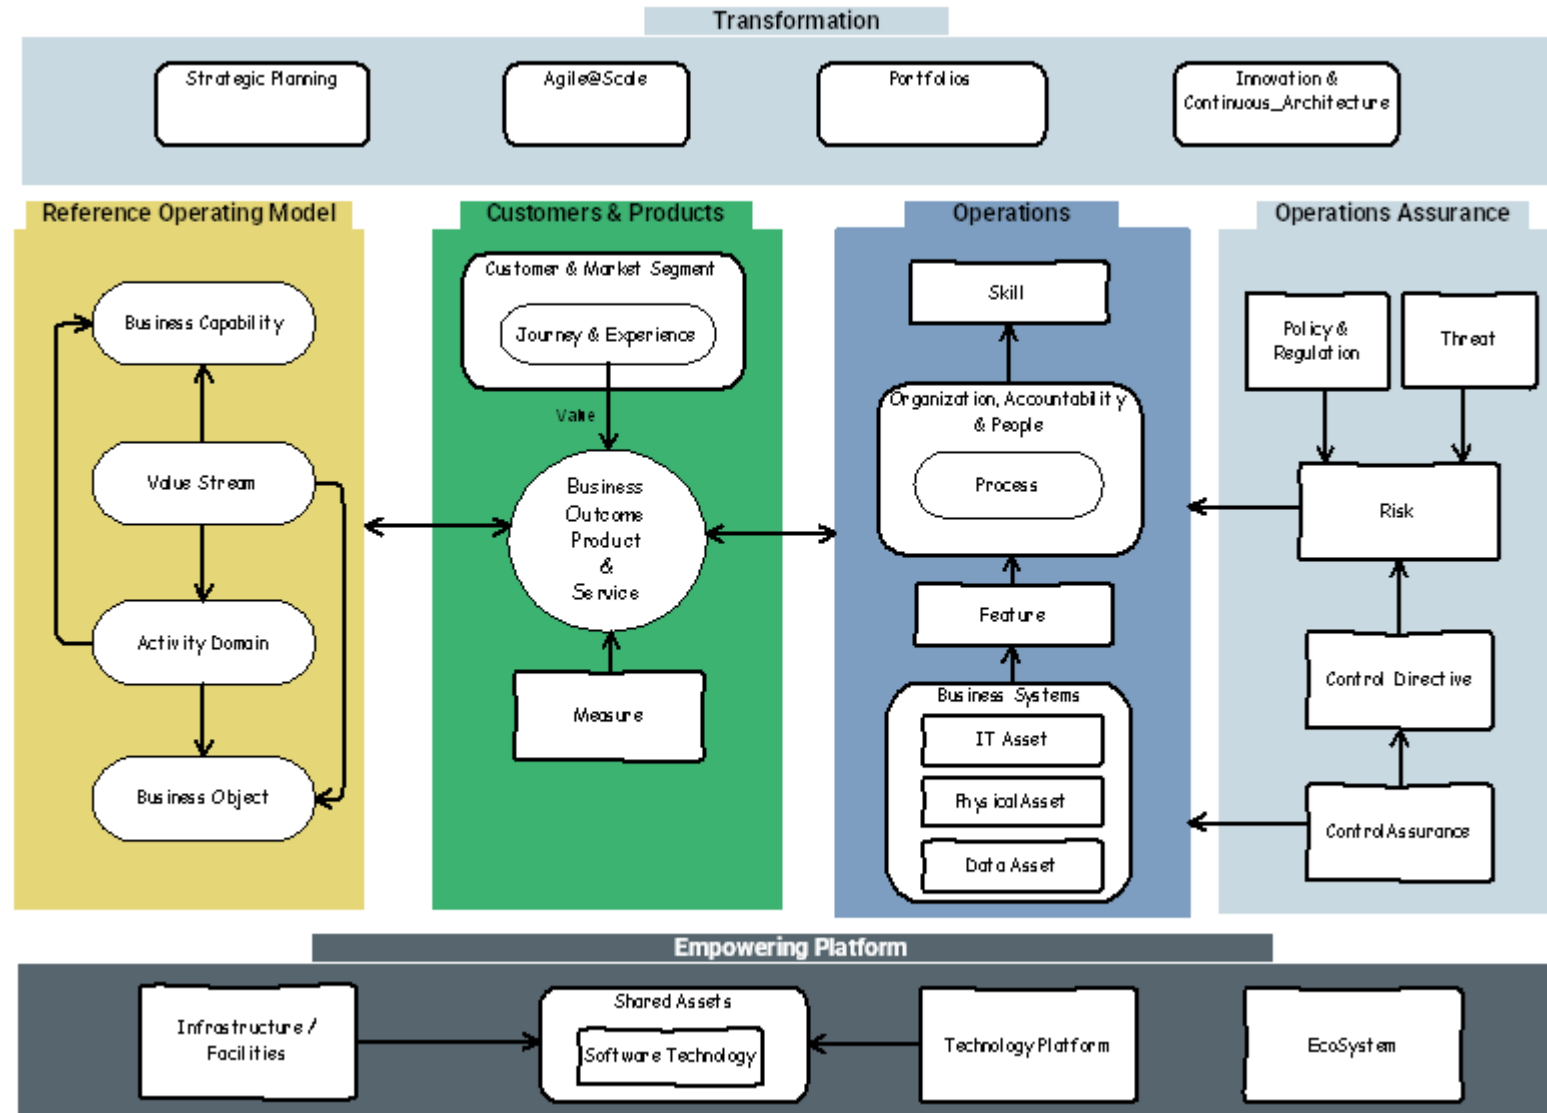 Transformation
Strategic Planning
Agile@Scale
Portfolios
Innovation &
Continuous_Architecture
Reference Operating Model
Business Capability
Value Stream
Activity Domain
Business Object
Customers & Products
Customer & Market Segment
Journey & Experience
Value
Business
Outcome
Product
&
Service
Measure
Operations
Skill
Organization, Accountability
& People
Process
Feature
Business Systems
IT Asset
Physical Asset
Data Asset
Operations Assurance
Policy &
Regulation
Threat
Risk
Control Directive
Control Assurance
Empowering Platform
Infrastructure /
Facilities
Shared Assets
Software Technology
Technology Platform
EcoSystem